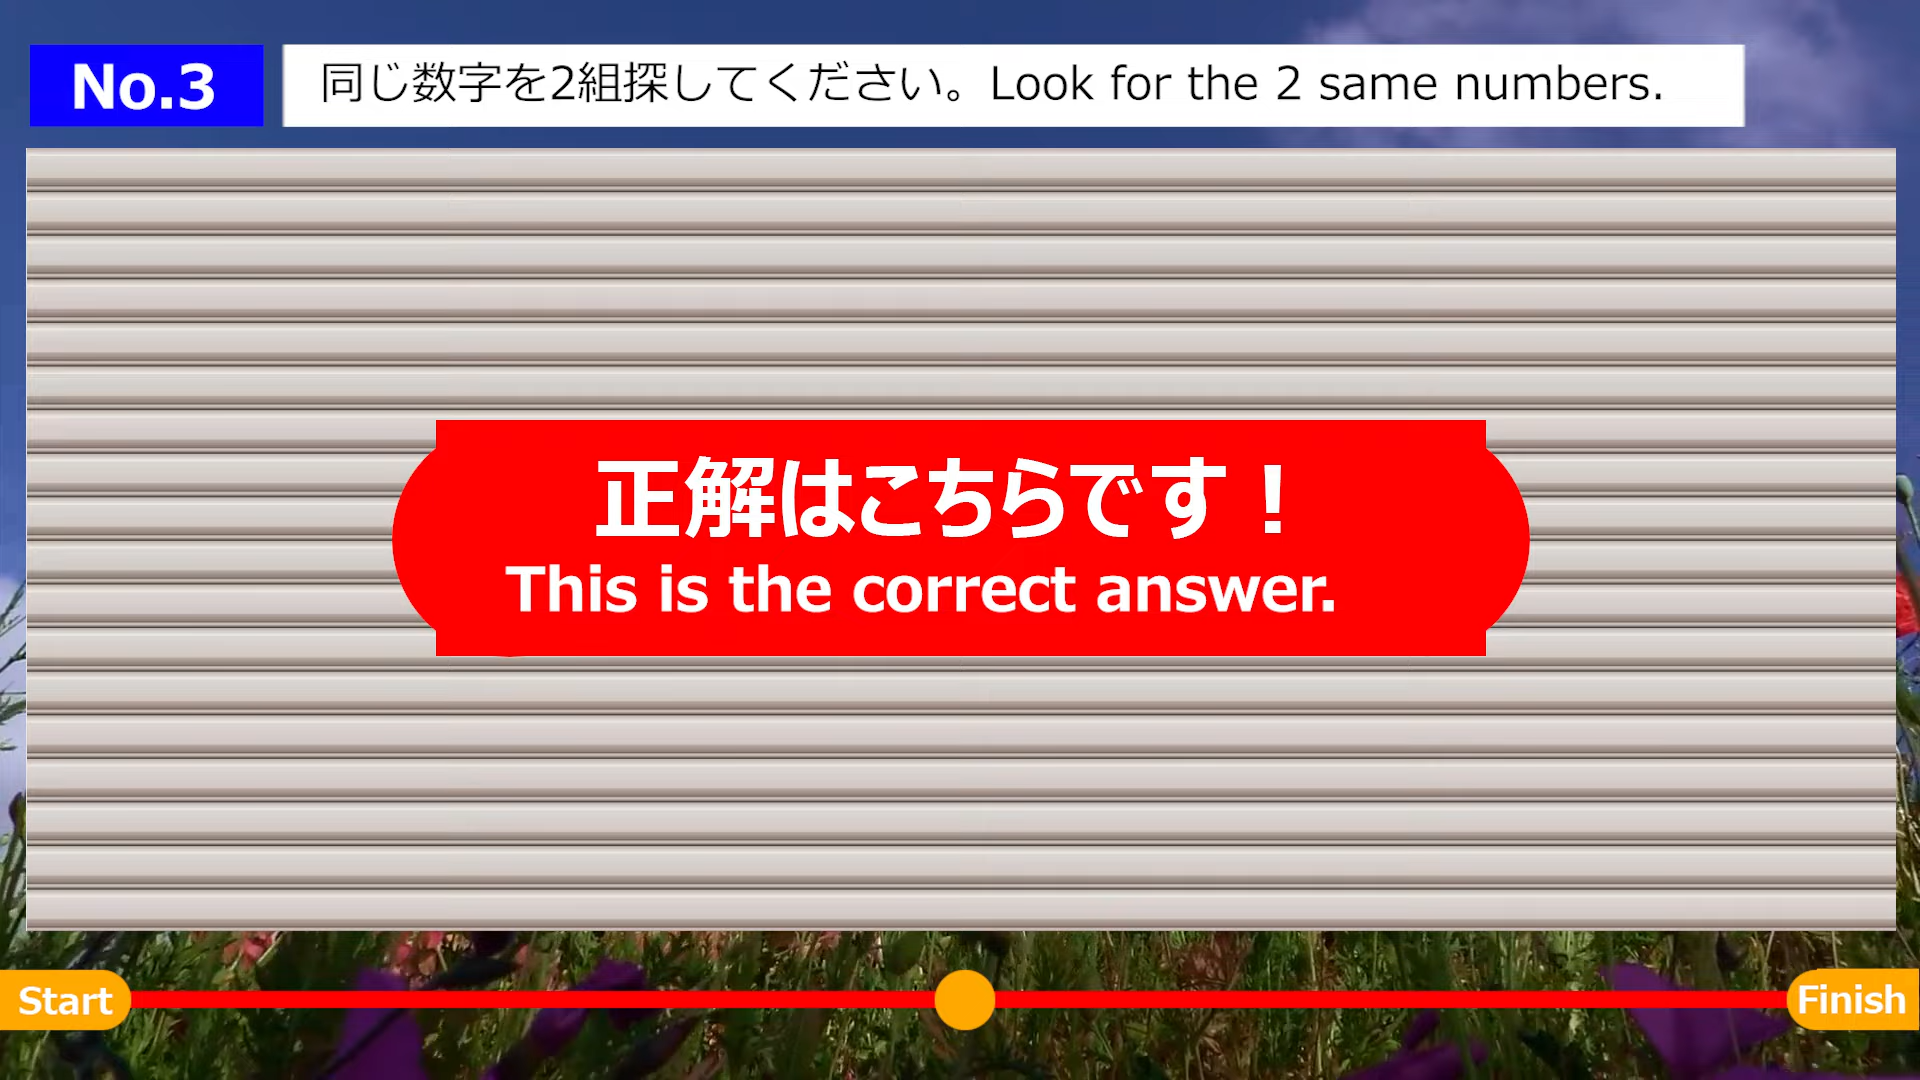 No.3
同じ数字を2組探してください。Look for the 2 same numbers.
正解はこちらです！
This is the correct answer.
Start
Finish